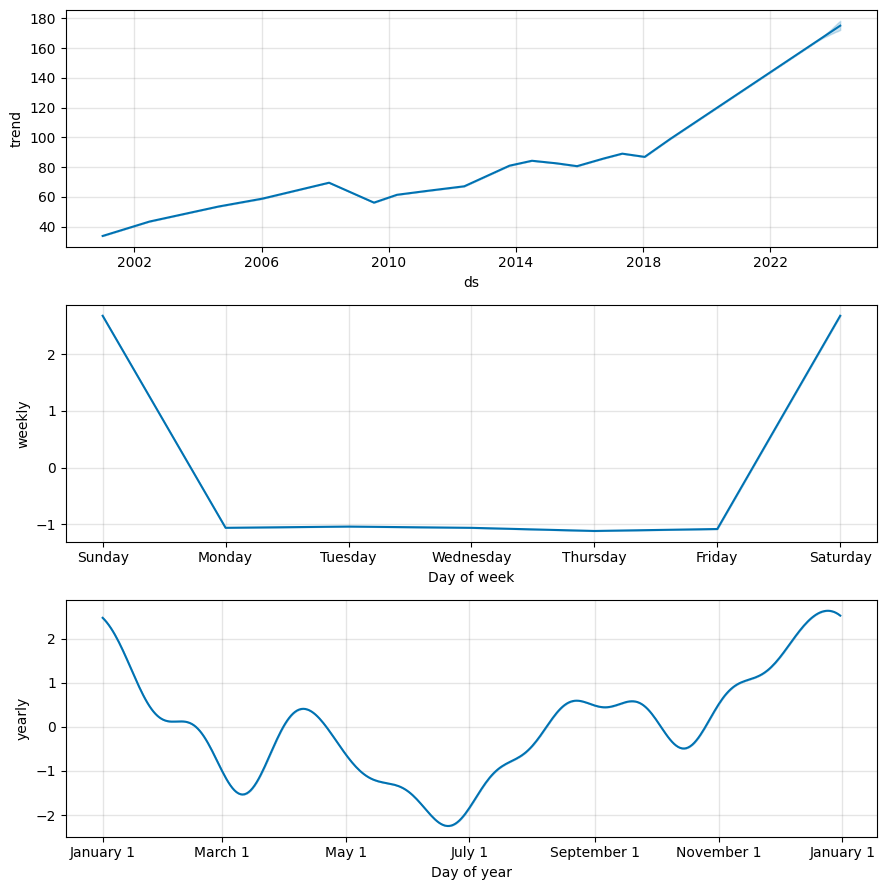 180
160
140
120
100
80
60
40
trend
2002 2006 2010 2014 2018 2022
ds
2
1
0
−1
weekly
Sunday Monday Tuesday Wednesday Thursday Friday Saturday
Day of week
2
1
0
−1
−2
yearly
January 1 March 1 May 1 July 1 September 1 November 1 January 1
Day of year